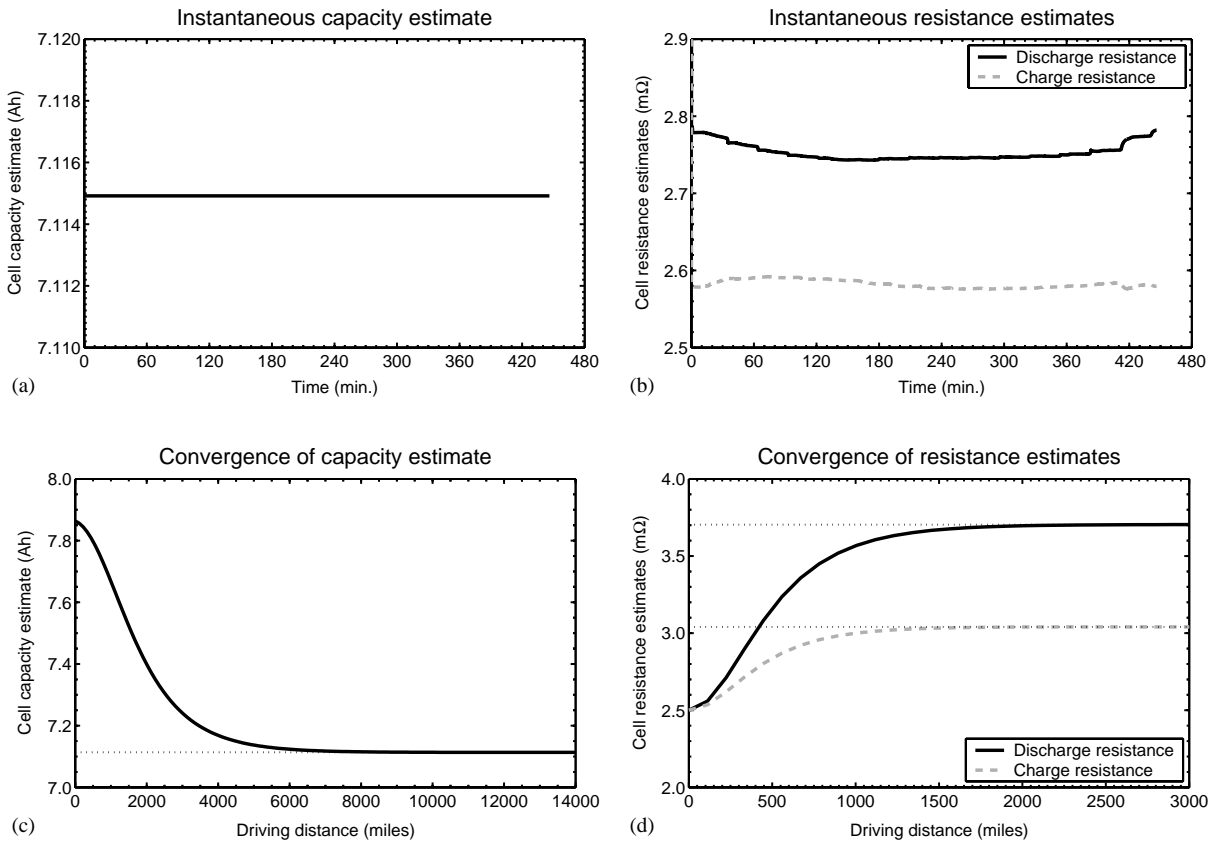 Instantaneous capacity estimate
7.120
7.118
7.116
7.114
7.112
7.110
Cell capacity estimate (Ah)
0 60 120 180 240 300 360 420 480
Time (min.)
(a)
Instantaneous resistance estimates
2.9
2.8
2.7
2.6
2.5
Cell resistance estimates (mΩ)
Discharge resistance
Charge resistance
0 60 120 180 240 300 360 420 480
Time (min.)
(b)
Convergence of capacity estimate
8.0
7.8
7.6
7.4
7.2
7.0
Cell capacity estimate (Ah)
0 2000 4000 6000 8000 10000 12000 14000
Driving distance (miles)
(c)
Convergence of resistance estimates
4.0
3.5
3.0
2.5
2.0
Cell resistance estimates (mΩ)
Discharge resistance
Charge resistance
0 500 1000 1500 2000 2500 3000
Driving distance (miles)
(d)